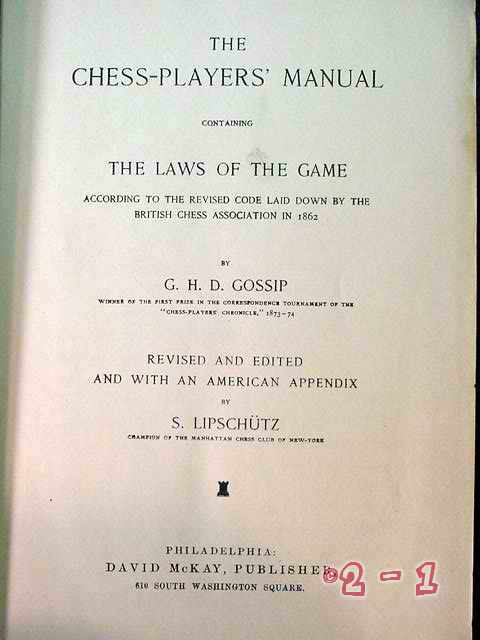 THE
CHESS-PLAYERS' MANUAL
CONTAINING
THE LAWS OF THE GAME
ACCORDING TO THE REVISED CODE LAID DOWN BY THE
BRITISH CHESS ASSOCIATION IN 1862
BY
G. H. D. GOSSIP
WINNER OF THE FIRST PRIZE IN THE CORRESPONDENCE TOURNAMENT OF THE
"CHESS-PLAYERS' CHRONICLE," 1873-74
REVISED AND EDITED
AND WITH AN AMERICAN APPENDIX
BY
S. LIPSCHÜTZ
CHAMPION OF THE MANHATTAN CHESS CLUB OF NEW-YORK
PHILADELPHIA:
DAVID McKAY, PUBLISHER
610 SOUTH WASHINGTON SQUARE.
©2-1